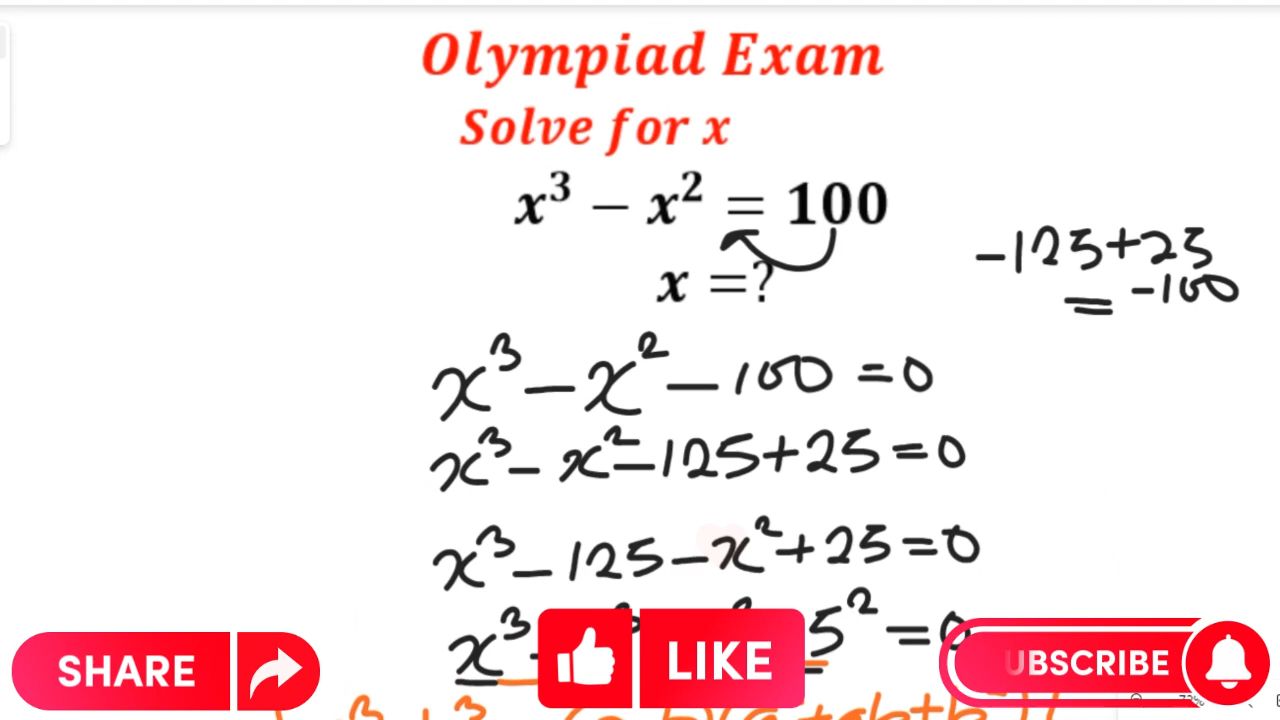 Olympiad Exam
Solve for x
x³ − x² = 100
x = ?
−125+25
= −100
x³ − x² − 100 = 0
x³ − x² − 125 + 25 = 0
x³ − 125 − x² + 25 = 0
x³ − 5² = 0
SHARE
LIKE
UBSCRIBE